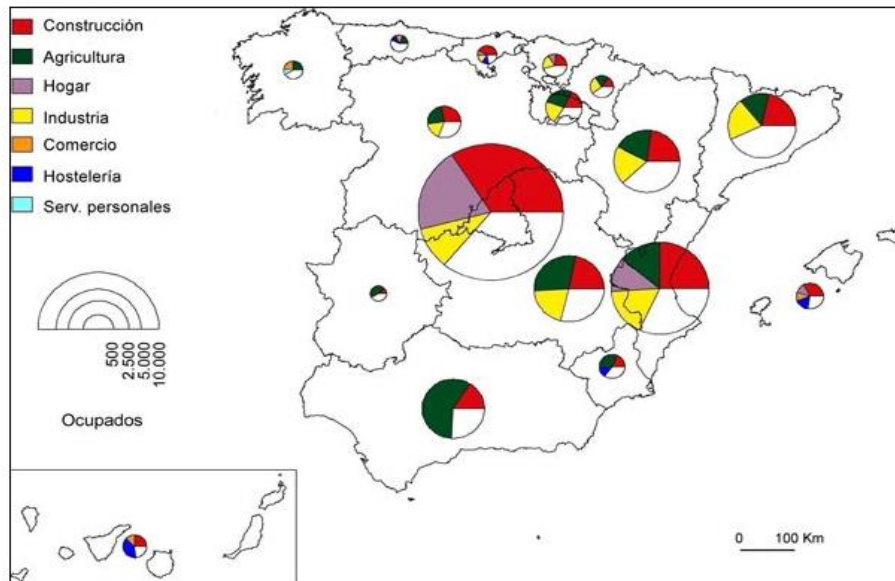 Construcción
Agricultura
Hogar
Industria
Comercio
Hostelería
Serv. personales
500
2.500
5.000
10.000
Ocupados
0 100 Km